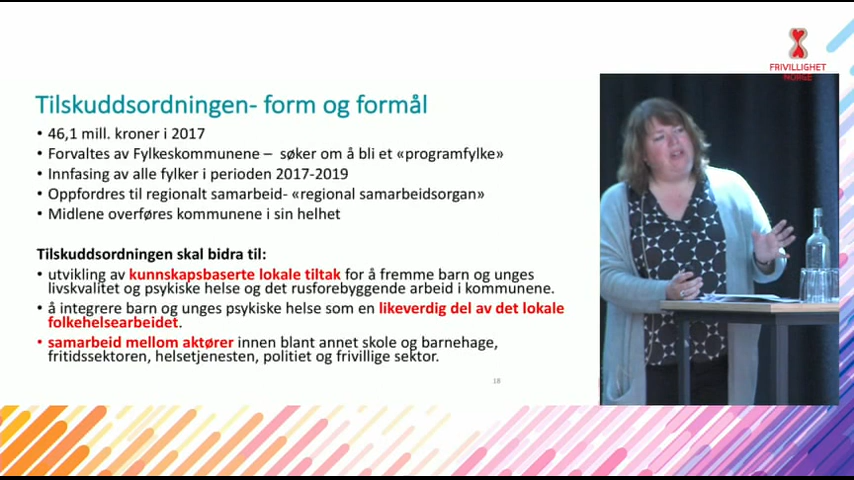 FRIVILLIGHET
NORGE
Tilskuddsordningen- form og formål
• 46,1 mill. kroner i 2017
• Forvaltes av Fylkeskommunene – søker om å bli et «programfylke»
• Innfasing av alle fylker i perioden 2017-2019
• Oppfordres til regionalt samarbeid- «regional samarbeidsorgan»
• Midlene overføres kommunene i sin helhet
Tilskuddsordningen skal bidra til:
• utvikling av kunnskapsbaserte lokale tiltak for å fremme barn og unges
livskvalitet og psykiske helse og det rusforebyggende arbeid i kommunene.
• å integrere barn og unges psykiske helse som en likeverdig del av det lokale
folkehelsearbeidet.
• samarbeid mellom aktører innen blant annet skole og barnehage,
fritidssektoren, helsetjenesten, politiet og frivillige sektor.
18